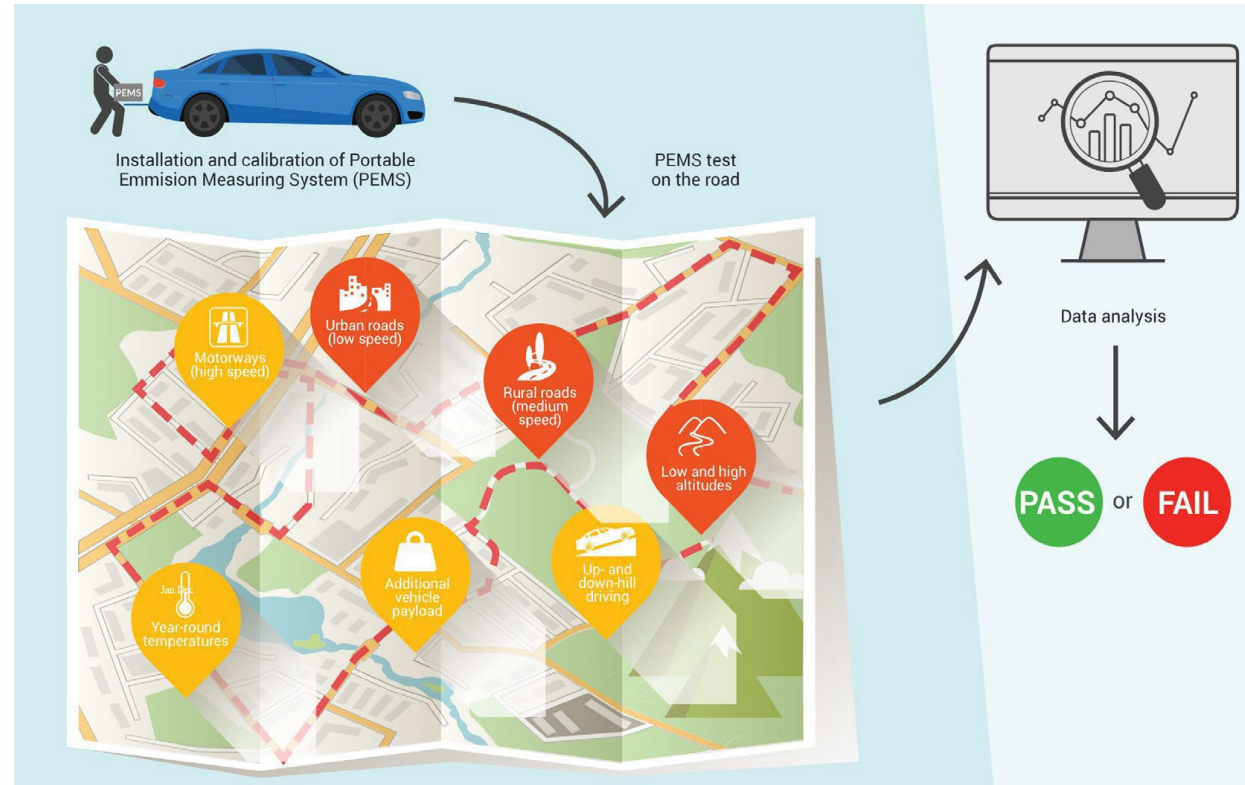 PEMS
Installation and calibration of Portable
Emmision Measuring System (PEMS)
PEMS test
on the road
Motorways
(high speed)
Urban roads
(low speed)
Rural roads
(medium
speed)
Low and high
altitudes
Jan Dec
Year-round
temperatures
Additional
vehicle
payload
Up- and
down-hill
driving
Data analysis
PASS or FAIL